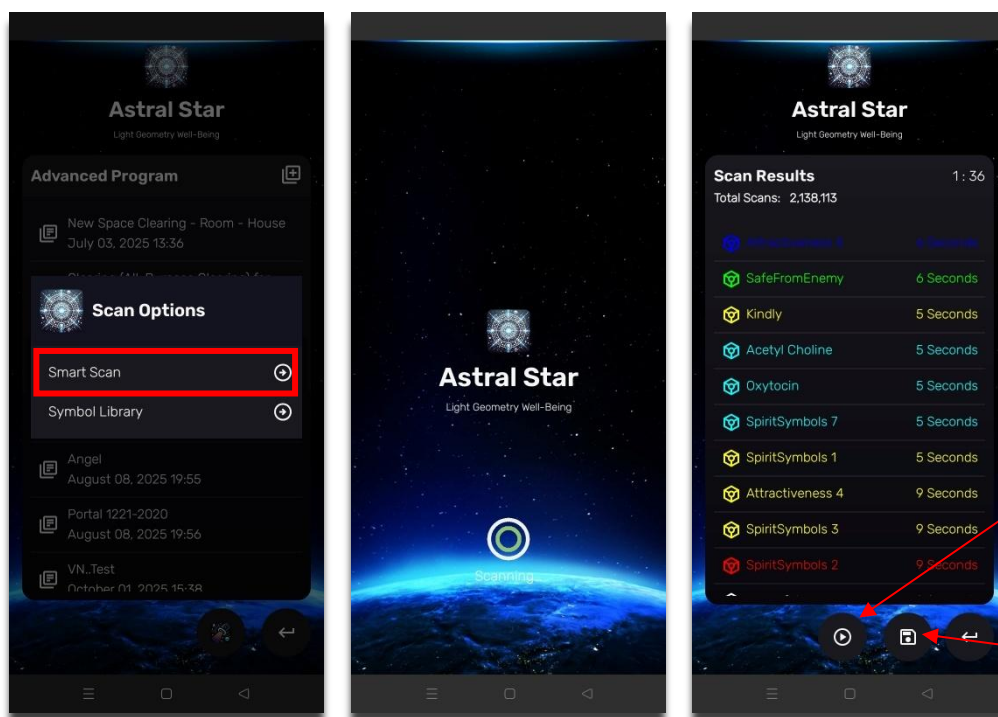 Astral Star
Light Geometry Well-Being
Advanced Program
New Space Clearing - Room - House
July 03, 2025 13:36
Scan Options
Smart Scan
Symbol Library
Angel
August 08, 2025 19:55
Portal 1221-2020
August 08, 2025 19:56
VN..Test
October 01, 2025 15:38
Astral Star
Light Geometry Well-Being
Scanning
Astral Star
Light Geometry Well-Being
Scan Results 1 : 36
Total Scans: 2,138,113
SafeFromEnemy 6 Seconds
Kindly 5 Seconds
Acetyl Choline 5 Seconds
Oxytocin 5 Seconds
SpiritSymbols 7 5 Seconds
SpiritSymbols 1 5 Seconds
Attractiveness 4 9 Seconds
SpiritSymbols 3 9 Seconds
SpiritSymbols 2 9 Seconds